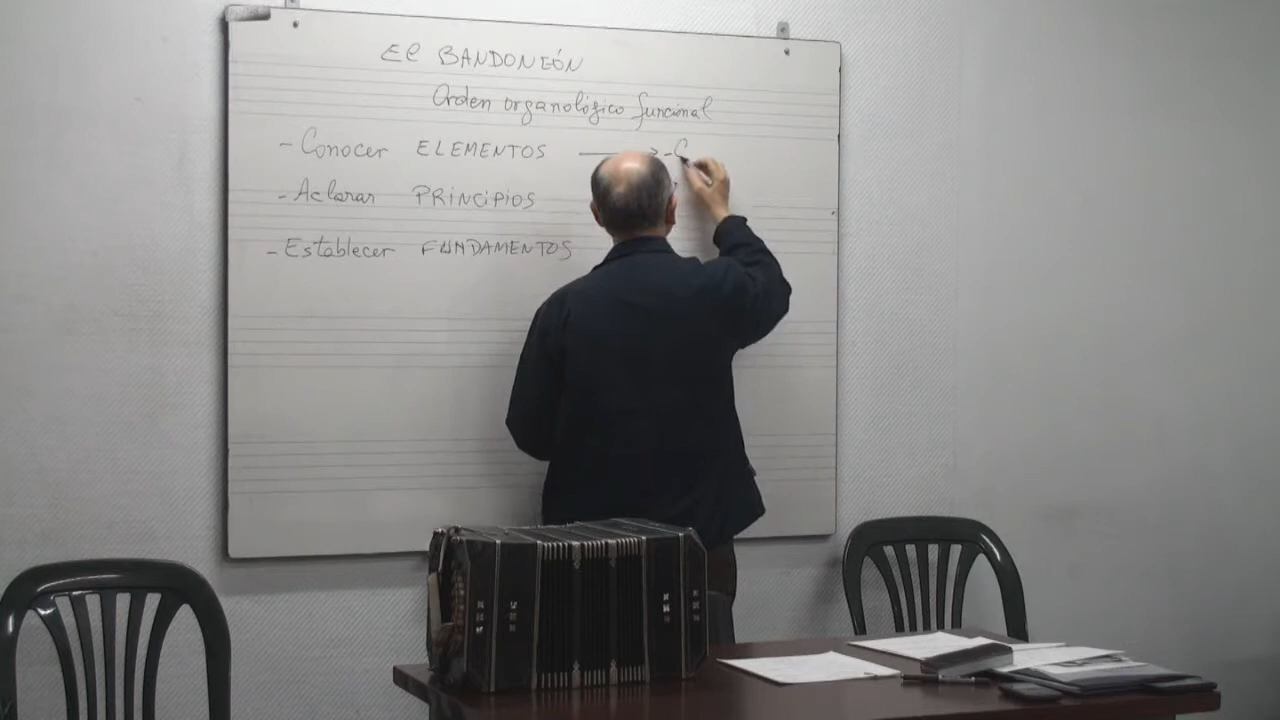 El BANDONEÓN
Orden organológico funcional
- Conocer ELEMENTOS → - C
- Aclarar PRINCIPIOS
- Establecer FUNDAMENTOS